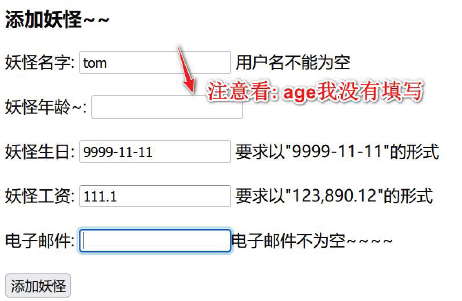 添加妖怪~~
妖怪名字: tom 用户名不能为空
注意看: age我没有填写
妖怪年龄~:
妖怪生日: 9999-11-11 要求以"9999-11-11"的形式
妖怪工资: 111.1 要求以"123,890.12"的形式
电子邮件: 电子邮件不为空~~~~
添加妖怪